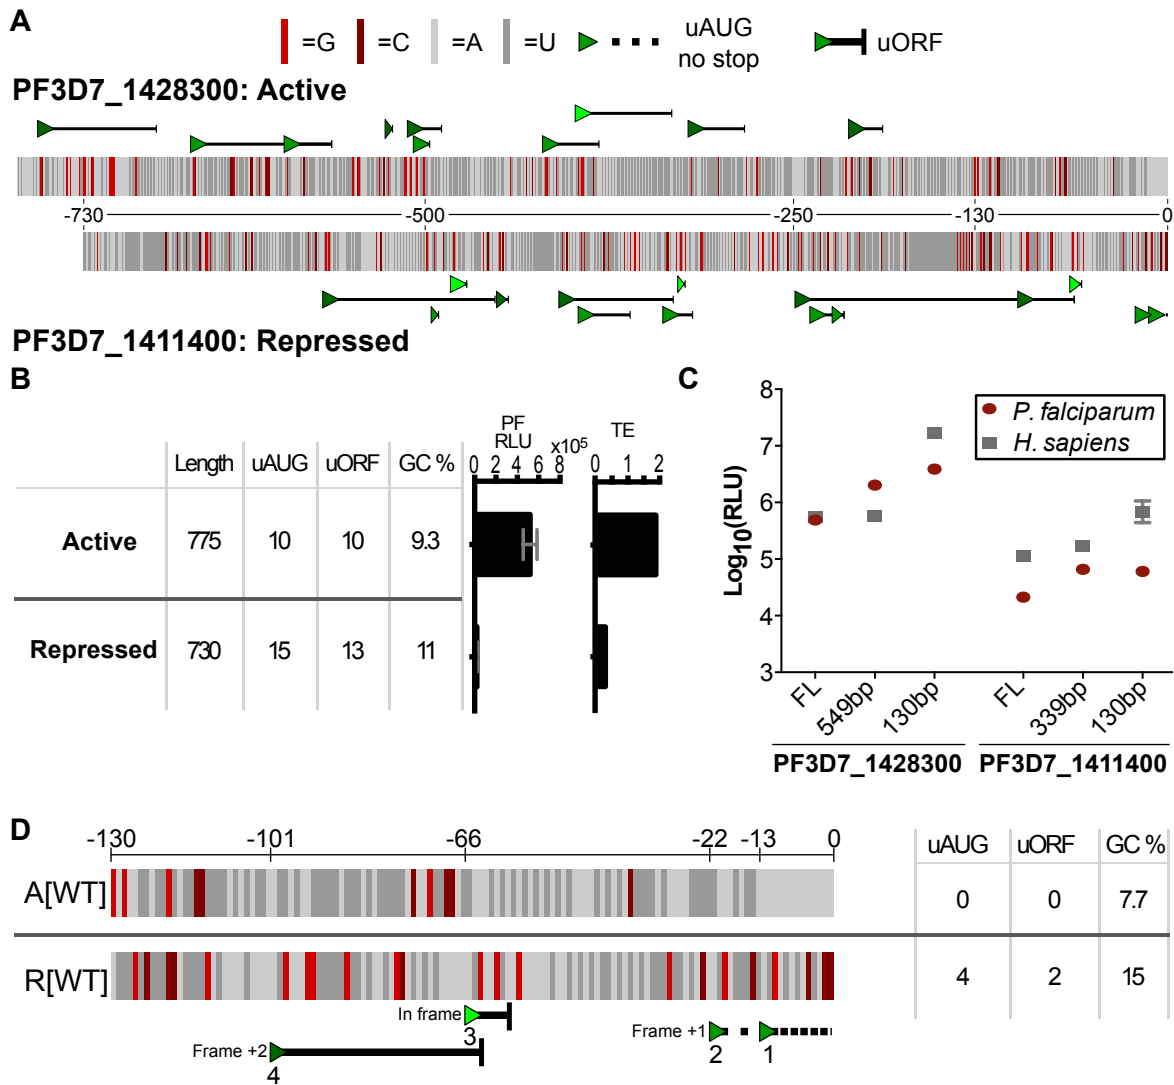 A
=G =C =A =U uAUG no stop uORF
PF3D7_1428300: Active
-730 -500 -250 -130 0
PF3D7_1411400: Repressed
B
Length uAUG uORF GC % PF RLU x10⁵ TE
0 2 4 6 8 0 1 2
Active 775 10 10 9.3
Repressed 730 15 13 11
C
Log₁₀(RLU)
8
7
6
5
4
3
P. falciparum
H. sapiens
FL 549bp 130bp FL 339bp 130bp
PF3D7_1428300 PF3D7_1411400
D
-130 -101 -66 -22 -13 0
uAUG uORF GC %
A[WT] 0 0 7.7
R[WT] 4 2 15
In frame 3
Frame +1 2 1
Frame +2 4